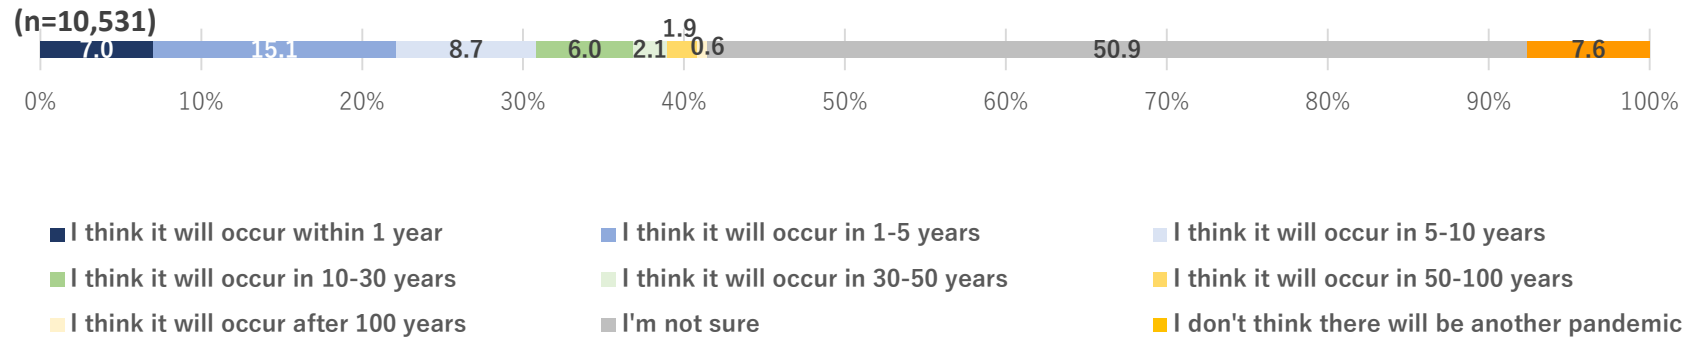 (n=10,531)
1.9
7.0 15.1 8.7 6.0 2.1 0.6 50.9 7.6
0% 10% 20% 30% 40% 50% 60% 70% 80% 90% 100%
I think it will occur within 1 year I think it will occur in 1-5 years I think it will occur in 5-10 years
I think it will occur in 10-30 years I think it will occur in 30-50 years I think it will occur in 50-100 years
I think it will occur after 100 years I'm not sure I don't think there will be another pandemic